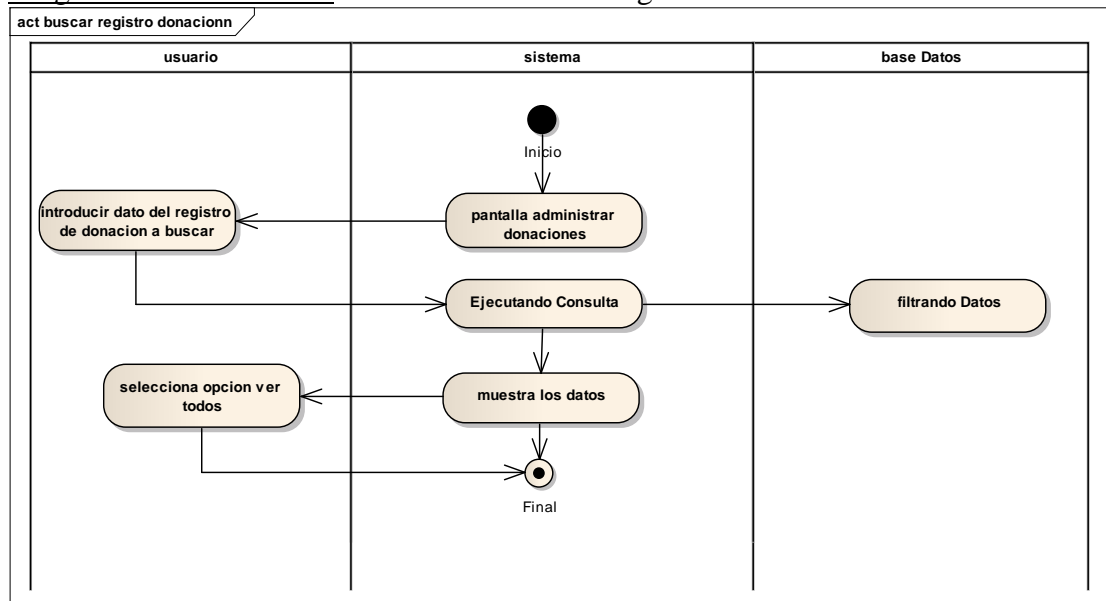 act buscar registro donacionn
usuario
sistema
base Datos
Inicio
introducir dato del registro
de donacion a buscar
pantalla administrar
donaciones
Ejecutando Consulta
filtrando Datos
selecciona opcion ver
todos
muestra los datos
Final